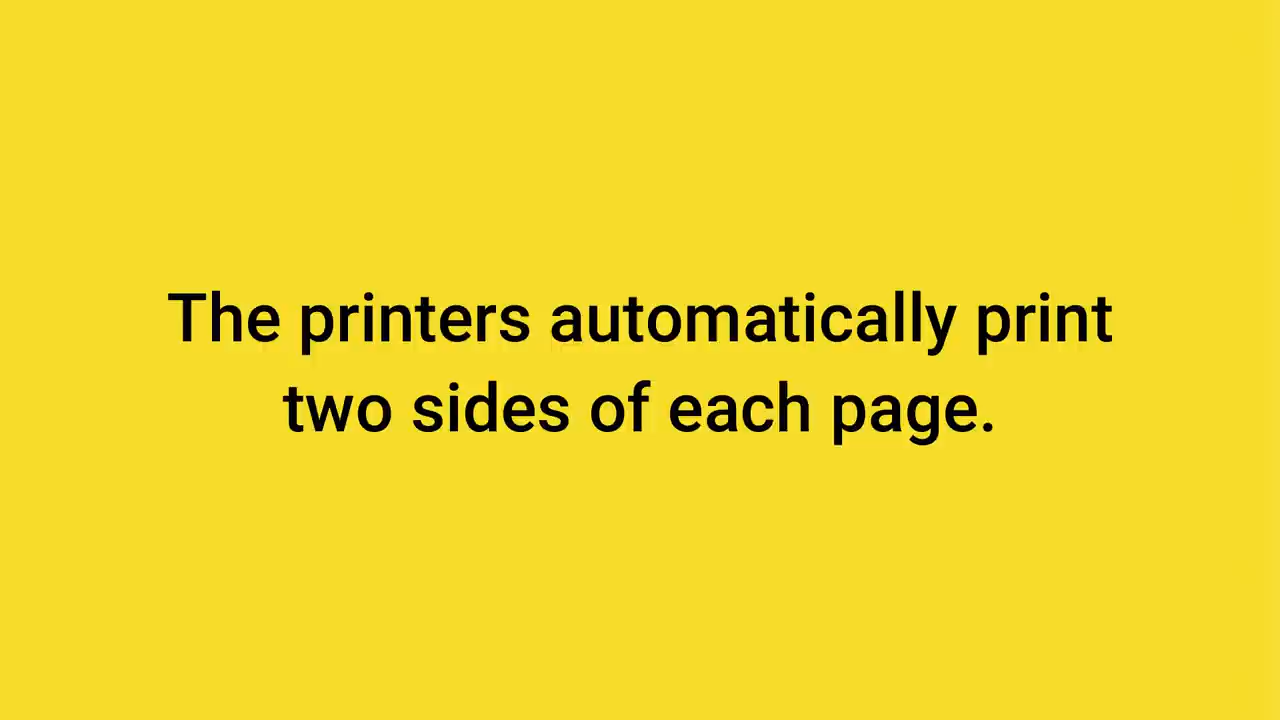 The printers automatically print
two sides of each page.